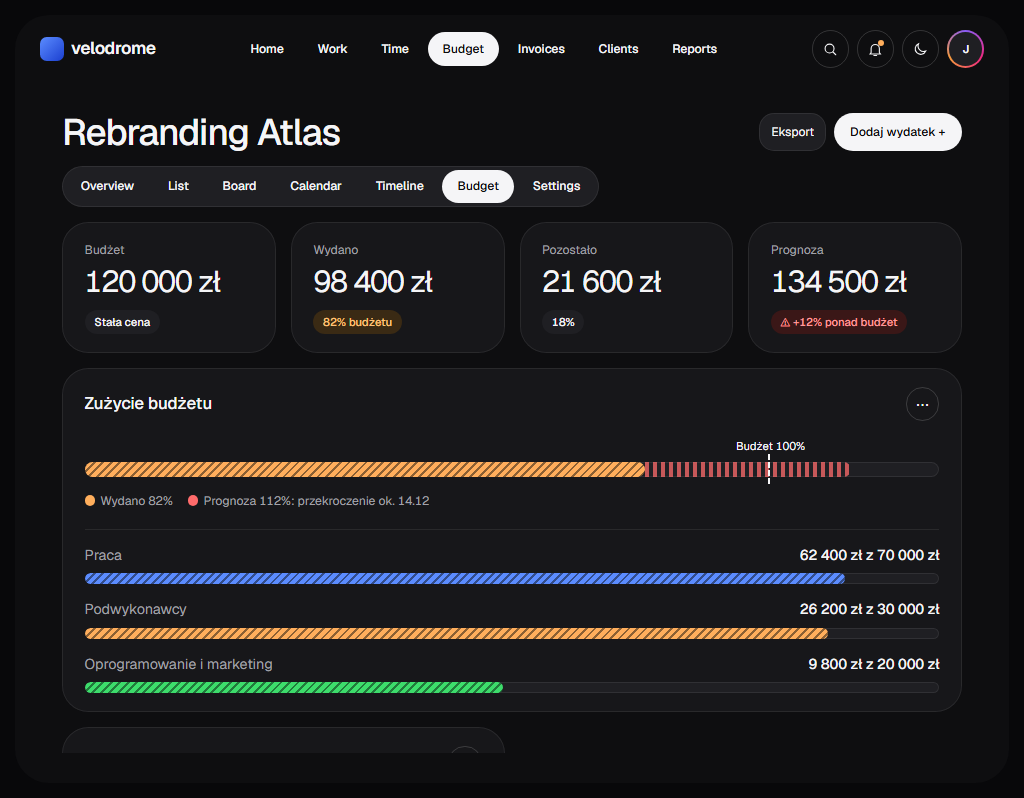 velodrome
Home Work Time Budget Invoices Clients Reports
J
Rebranding Atlas
Eksport
Dodaj wydatek +
Overview List Board Calendar Timeline Budget Settings
Budżet
120 000 zł
Stała cena
Wydano
98 400 zł
82% budżetu
Pozostało
21 600 zł
18%
Prognoza
134 500 zł
+12% ponad budżet
Zużycie budżetu
Budżet 100%
Wydano 82% Prognoza 112%: przekroczenie ok. 14.12
Praca 62 400 zł z 70 000 zł
Podwykonawcy 26 200 zł z 30 000 zł
Oprogramowanie i marketing 9 800 zł z 20 000 zł